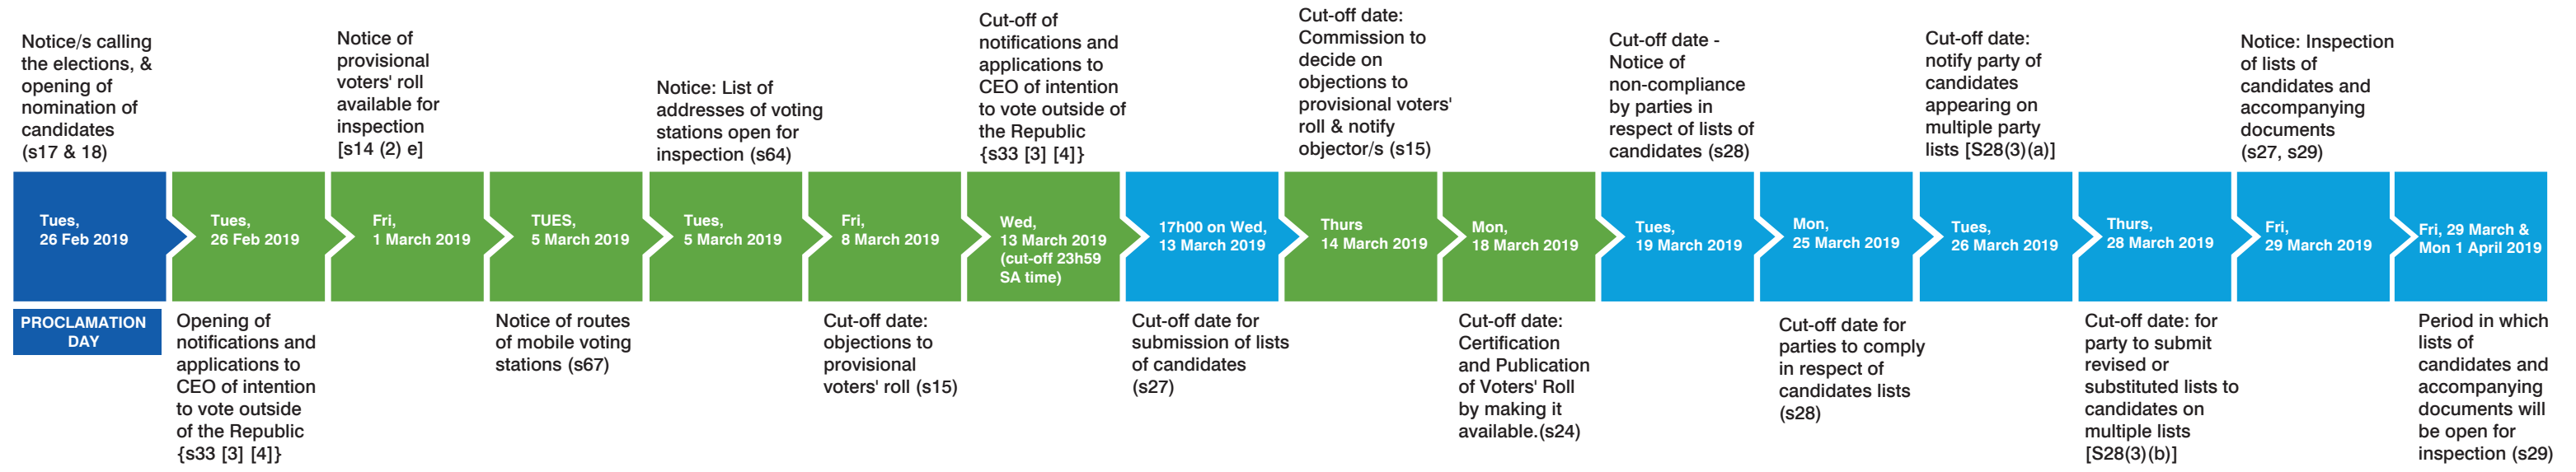 Notice/s calling
the elections, &
opening of
nomination of
candidates
(s17 & 18)
Tues,
26 Feb 2019
PROCLAMATION
DAY
Tues,
26 Feb 2019
Opening of
notifications and
applications to
CEO of intention
to vote outside
of the Republic
{s33 [3] [4]}
Notice of
provisional
voters' roll
available for
inspection
[s14 (2) e]
Fri,
1 March 2019
TUES,
5 March 2019
Notice of routes
of mobile voting
stations (s67)
Notice: List of
addresses of voting
stations open for
inspection (s64)
Tues,
5 March 2019
Fri,
8 March 2019
Cut-off date:
objections to
provisional
voters' roll (s15)
Cut-off of
notifications and
applications to
CEO of intention
to vote outside of
the Republic
{s33 [3] [4]}
Wed,
13 March 2019
(cut-off 23h59
SA time)
17h00 on Wed,
13 March 2019
Cut-off date for
submission of lists
of candidates
(s27)
Cut-off date:
Commission to
decide on
objections to
provisional voters'
roll & notify
objector/s (s15)
Thurs
14 March 2019
Mon,
18 March 2019
Cut-off date:
Certification
and Publication
of Voters' Roll
by making it
available.(s24)
Cut-off date -
Notice of
non-compliance
by parties in
respect of lists of
candidates (s28)
Tues,
19 March 2019
Mon,
25 March 2019
Cut-off date for
parties to comply
in respect of
candidates lists
(s28)
Cut-off date:
notify party of
candidates
appearing on
multiple party
lists [S28(3)(a)]
Tues,
26 March 2019
Thurs,
28 March 2019
Cut-off date: for
party to submit
revised or
substituted lists to
candidates on
multiple lists
[S28(3)(b)]
Notice: Inspection
of lists of
candidates and
accompanying
documents
(s27, s29)
Fri,
29 March 2019
Fri, 29 March &
Mon 1 April 2019
Period in which
lists of
candidates and
accompanying
documents will
be open for
inspection (s29)